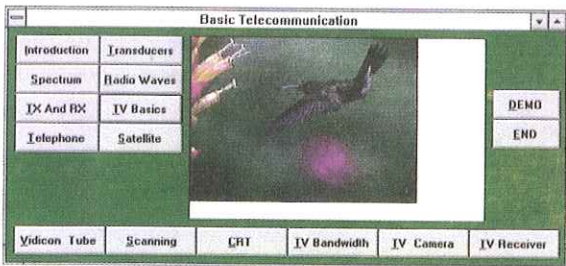 Basic Telecommunication
Introduction
Transducers
Spectrum
Radio Waves
TX And RX
TV Basics
Telephone
Satellite
DEMO
END
Vidicon Tube
Scanning
CRT
TV Bandwidth
TV Camera
TV Receiver